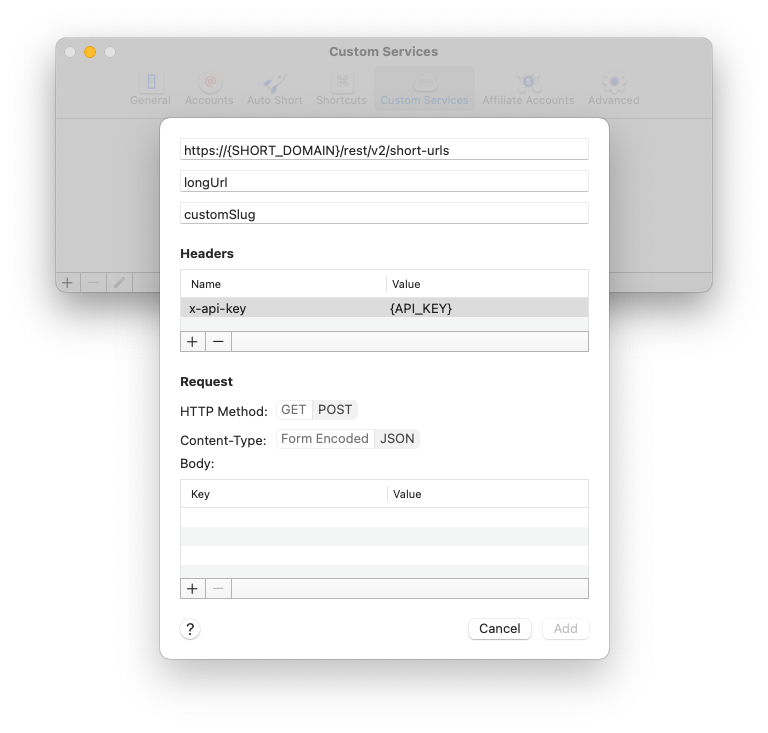 Custom Services
General Accounts Auto Short Shortcuts Custom Services Affiliate Accounts Advanced
https://{SHORT_DOMAIN}/rest/v2/short-urls
longUrl
customSlug
Headers
Name Value
x-api-key {API_KEY}
+ −
Request
HTTP Method: GET POST
Content-Type: Form Encoded JSON
Body:
Key Value
+ −
? Cancel Add